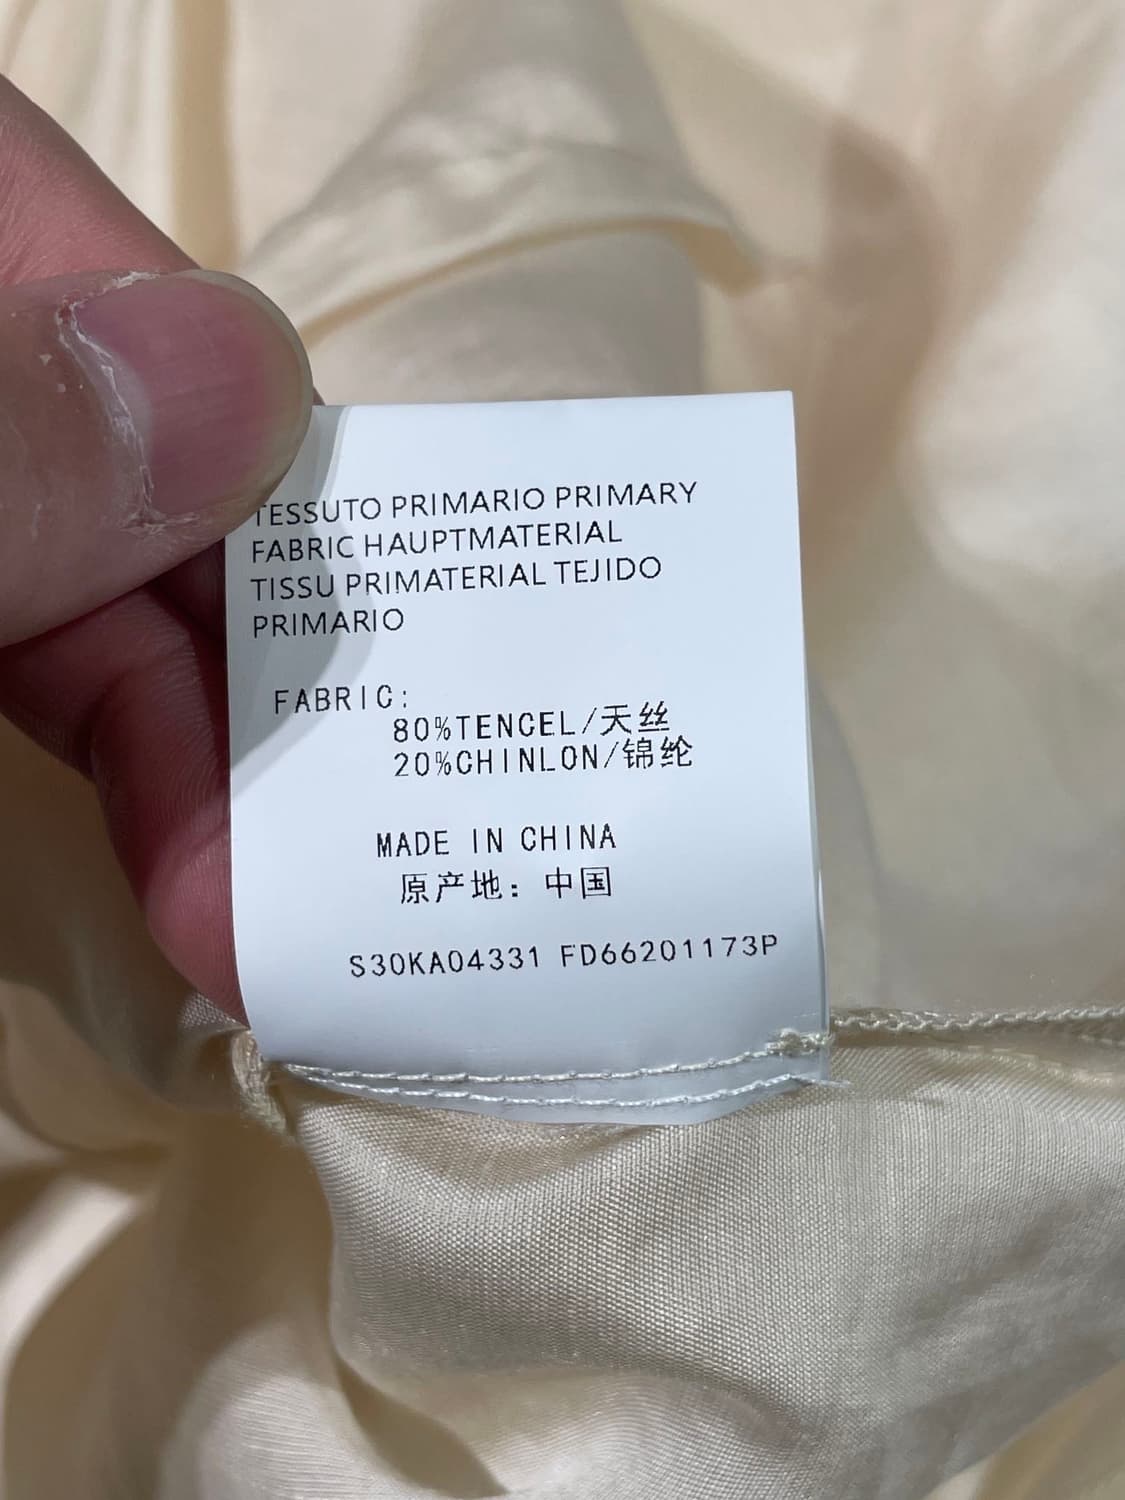 TESSUTO PRIMARIO PRIMARY
FABRIC HAUPTMATERIAL
TISSU PRIMATERIAL TEJIDO
PRIMARIO
FABRIC:
80%TENCEL/天丝
20%CHINLON/锦纶
MADE IN CHINA
原产地：中国
S30KA04331 FD66201173P